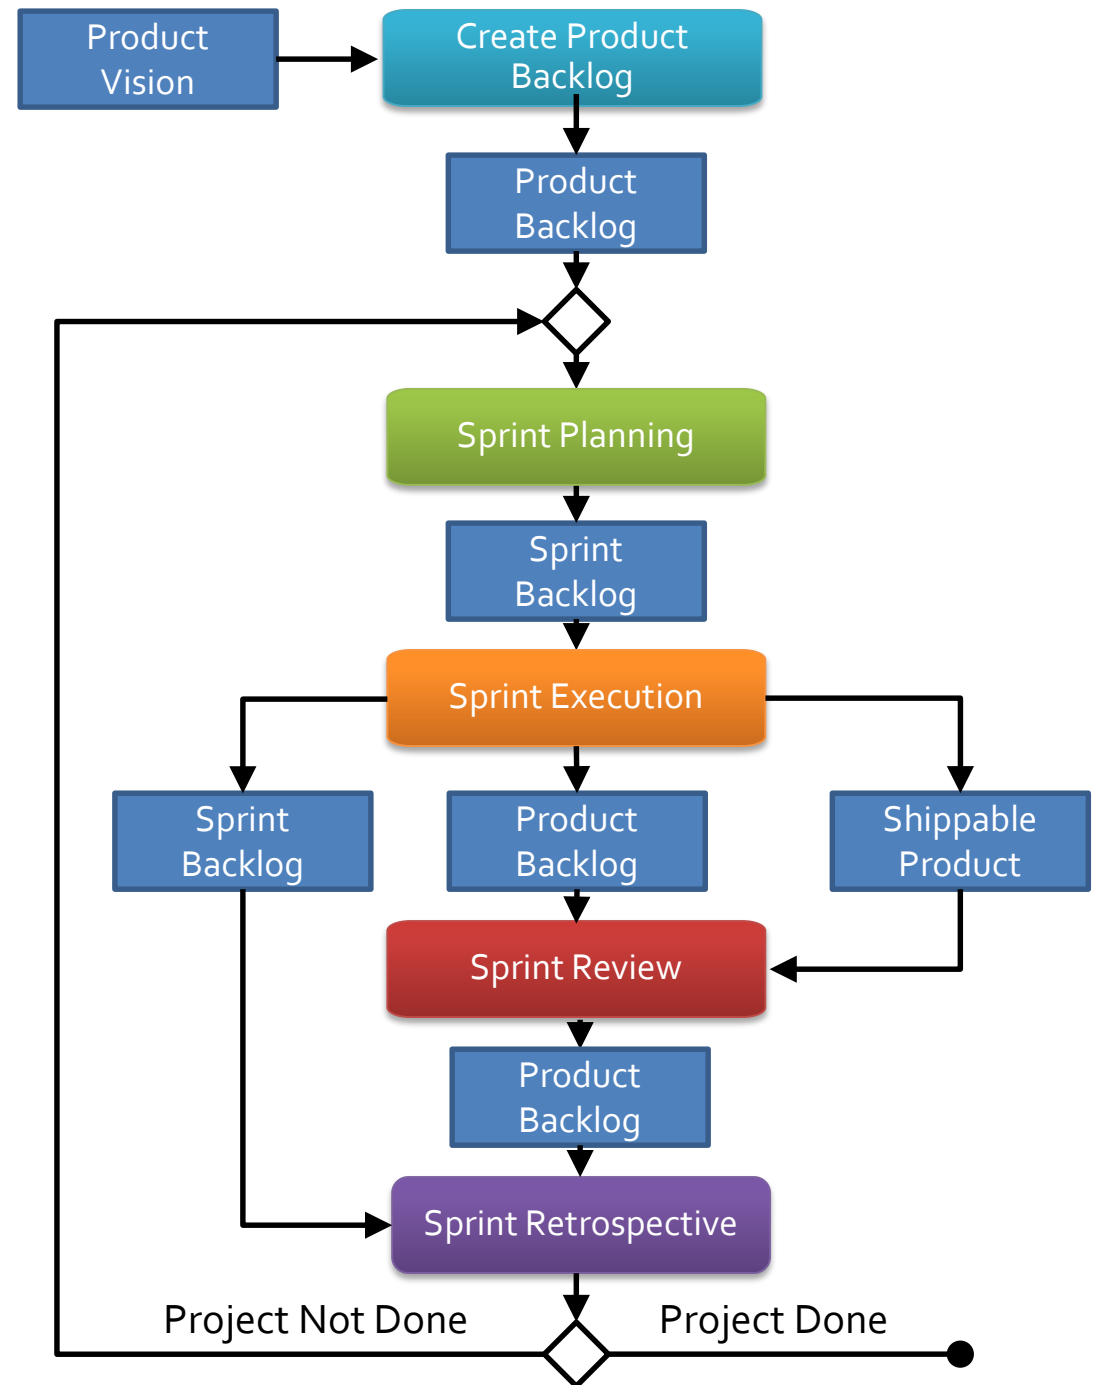 Product
Vision
Create Product
Backlog
Product
Backlog
Sprint Planning
Sprint
Backlog
Sprint Execution
Sprint
Backlog
Product
Backlog
Shippable
Product
Sprint Review
Product
Backlog
Sprint Retrospective
Project Not Done
Project Done